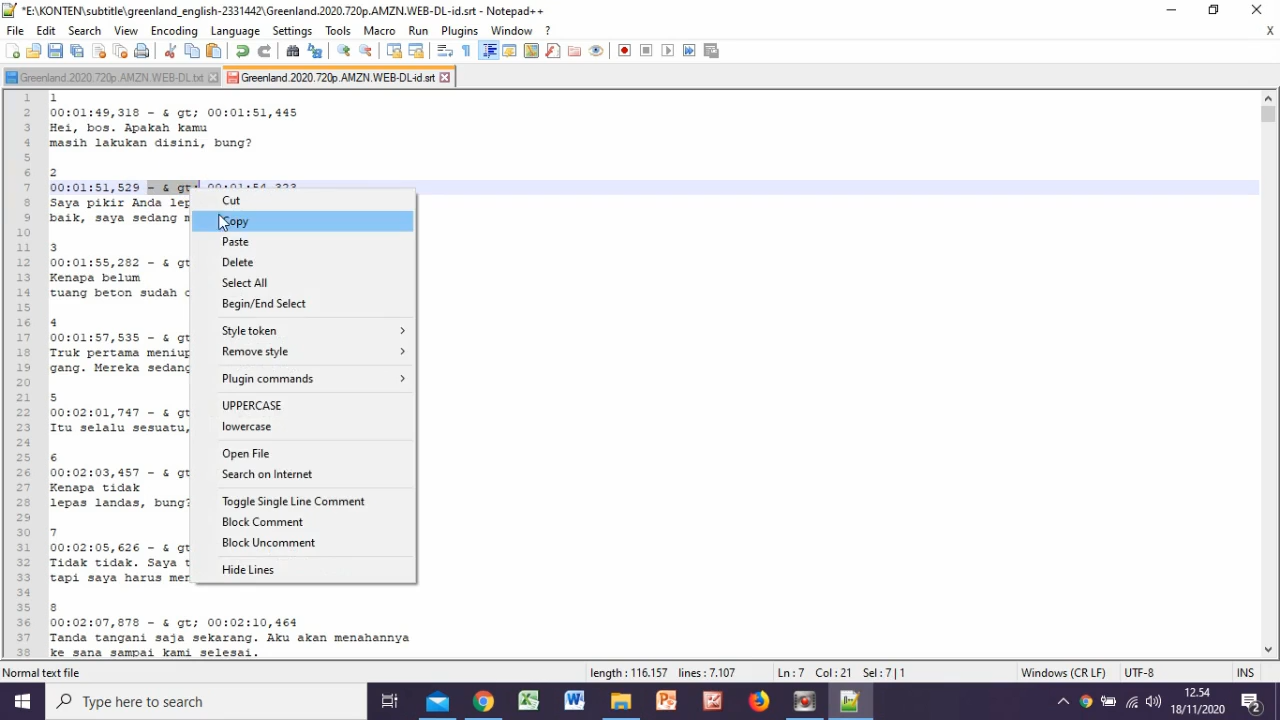 *E:\KONTEN\subtitle\greenland_english-2331442\Greenland.2020.720p.AMZN.WEB-DL-id.srt - Notepad++
File Edit Search View Encoding Language Settings Tools Macro Run Plugins Window ? X
Greenland.2020.720p.AMZN.WEB-DL.txt Greenland.2020.720p.AMZN.WEB-DL-id.srt
1 1
2 00:01:49,318 - & gt; 00:01:51,445
3 Hei, bos. Apakah kamu
4 masih lakukan disini, bung?
5
6 2
7 00:01:51,529 - & gt; 00:01:54,323
8 Saya pikir Anda lep
9 baik, saya sedang m
10
11 3
12 00:01:55,282 - & gt
13 Kenapa belum
14 tuang beton sudah
15
16 4
17 00:01:57,535 - & gt
18 Truk pertama meniup
19 gang. Mereka sedang
20
21 5
22 00:02:01,747 - & gt
23 Itu selalu sesuatu,
24
25 6
26 00:02:03,457 - & gt
27 Kenapa tidak
28 lepas landas, bung?
29
30 7
31 00:02:05,626 - & gt
32 Tidak tidak. Saya t
33 tapi saya harus men
34
35 8
36 00:02:07,878 - & gt; 00:02:10,464
37 Tanda tangani saja sekarang. Aku akan menahannya
38 ke sana sampai kami selesai.
Cut
Copy
Paste
Delete
Select All
Begin/End Select
Style token
Remove style
Plugin commands
UPPERCASE
lowercase
Open File
Search on Internet
Toggle Single Line Comment
Block Comment
Block Uncomment
Hide Lines
Normal text file length : 116.157 lines : 7.107 Ln : 7 Col : 21 Sel : 7 | 1 Windows (CR LF) UTF-8 INS
Type here to search
12.54
18/11/2020
2